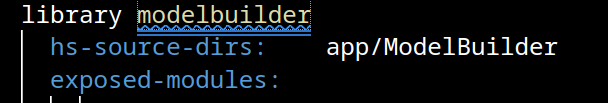 library modelbuilder
hs-source-dirs: app/ModelBuilder
exposed-modules: